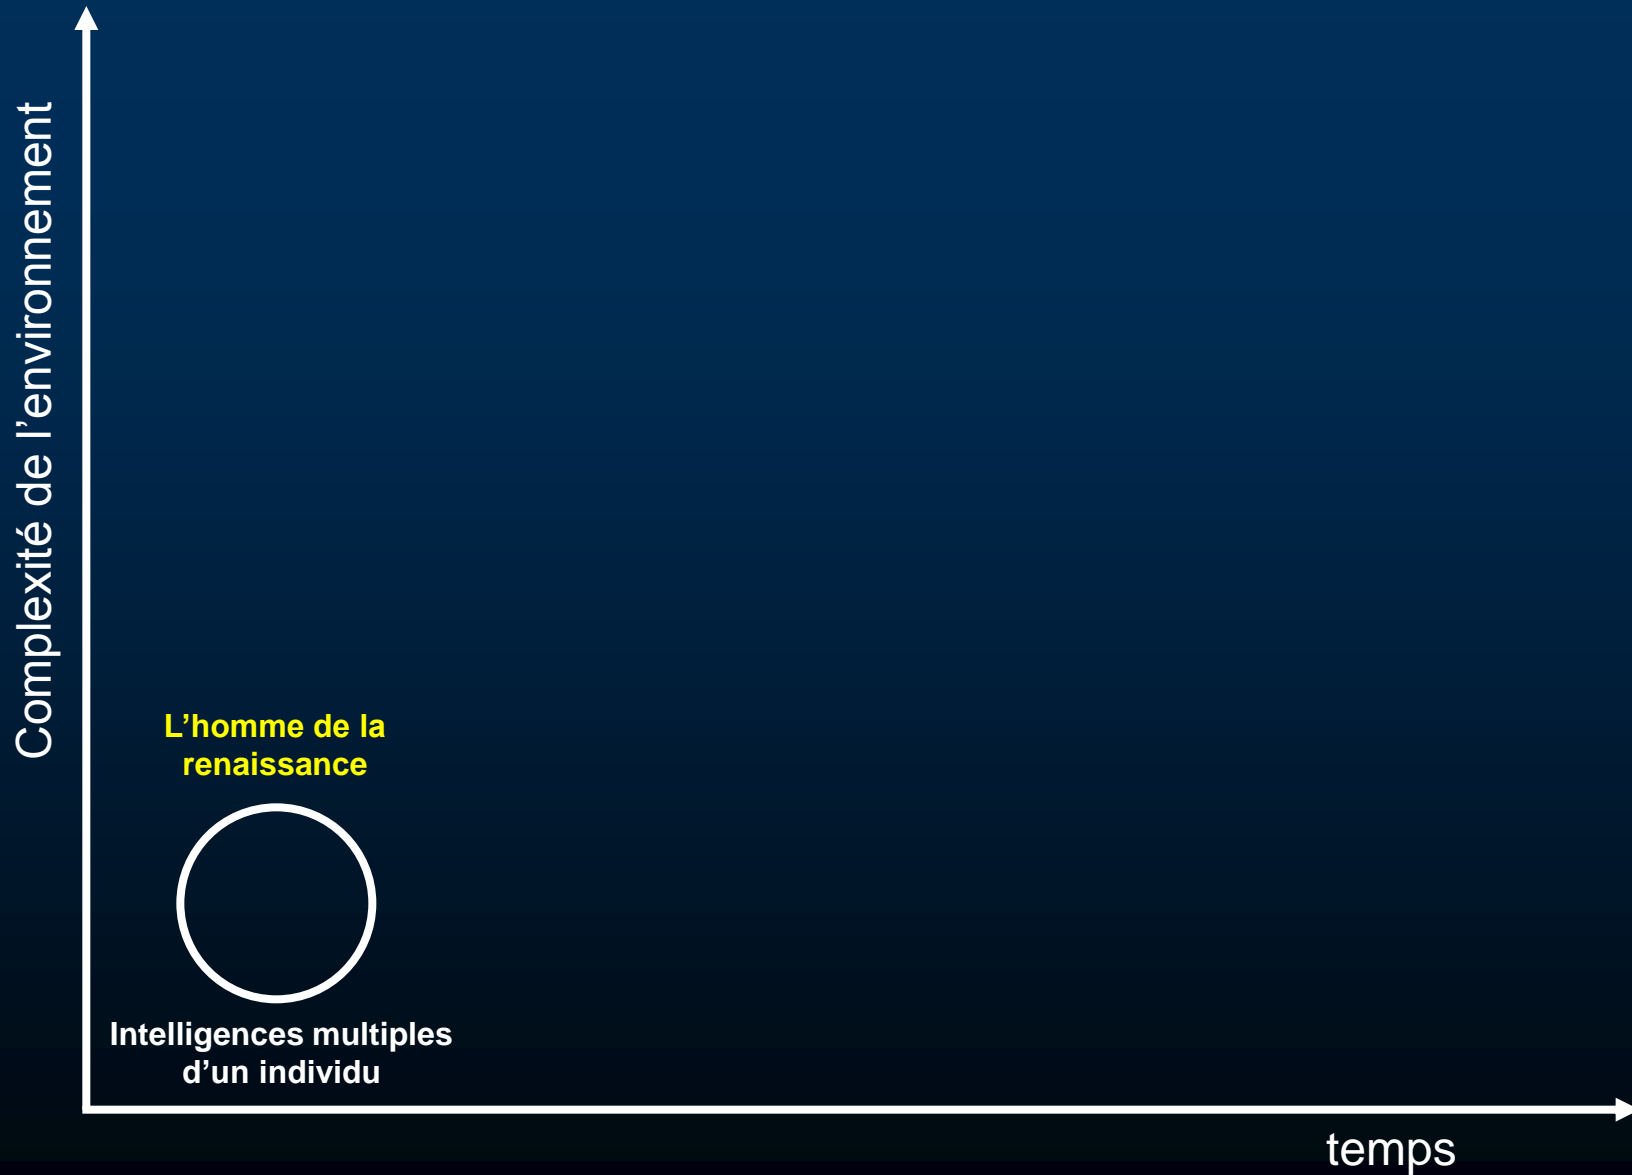 Complexité de l’environnement
L’homme de la
renaissance
Intelligences multiples
d’un individu
temps